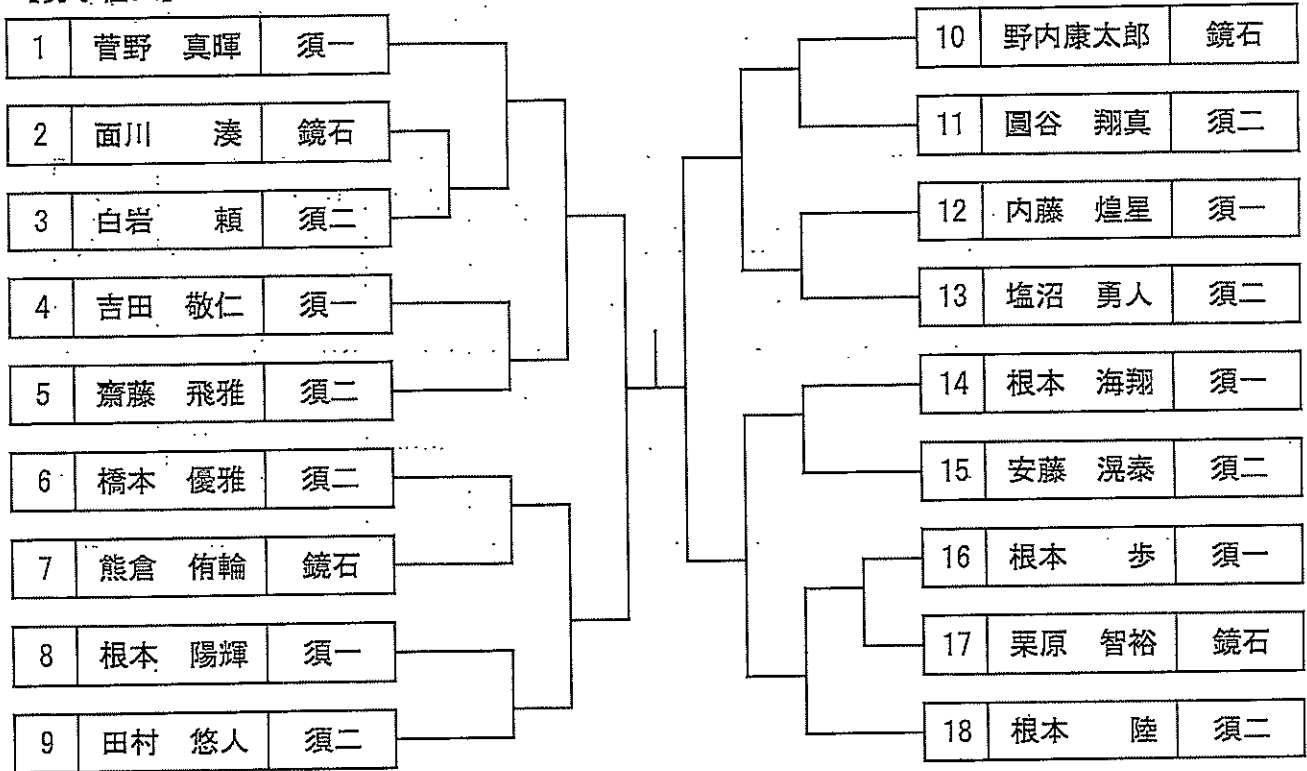 1 菅野 真暉 須一
2 面川 湊 鏡石
3 白岩 頼 須二
4 吉田 敬仁 須一
5 齋藤 飛雅 須二
6 橋本 優雅 須二
7 熊倉 侑輪 鏡石
8 根本 陽輝 須一
9 田村 悠人 須二
10 野内康太郎 鏡石
11 圓谷 翔真 須二
12 内藤 煌星 須一
13 塩沼 勇人 須二
14 根本 海翔 須一
15 安藤 滉泰 須二
16 根本 歩 須一
17 栗原 智裕 鏡石
18 根本 陸 須二